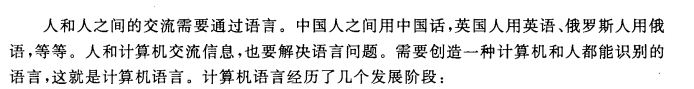 人和人之间的交流需要通过语言。中国人之间用中国话,英国人用英语、俄罗斯人用俄
语,等等。人和计算机交流信息,也要解决语言问题。需要创造一种计算机和人都能识别的
语言,这就是计算机语言。计算机语言经历了几个发展阶段: